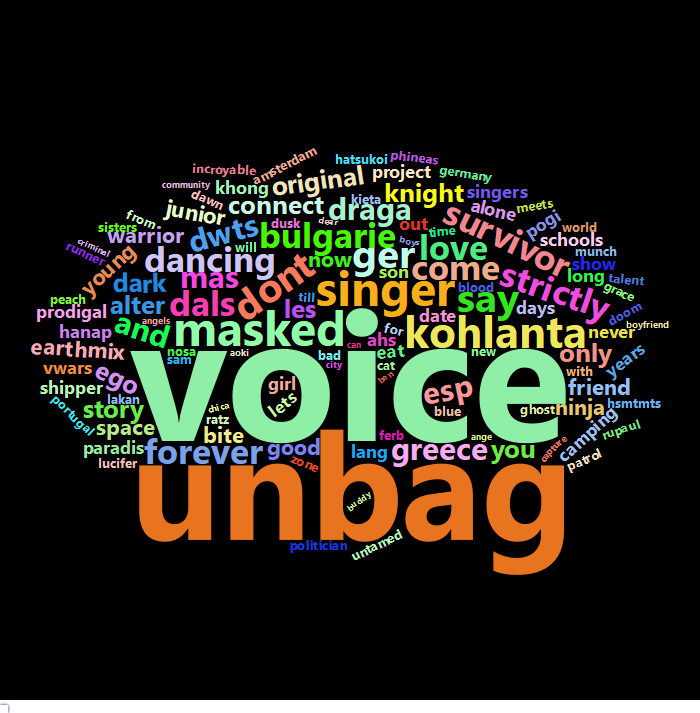 hatsukoi
phineas
amsterdam
incroyable
project
germany
community
khong
original
knight
singers
dawn
junior
connect
kieta
draga
alone
meets
from
sisters
warrior
dwts
dusk
dear
bulgarie
out
survivor
pogi
world
criminal
runner
will
now
boys
love
schools
munch
young
dancing
mas
dont
ger
son
come
strictly
show
long
talent
peach
dark
till
singer
blood
say
days
grace
prodigal
alter
dals
les
date
never
doom
boyfriend
angels
hanap
and
masked
for
ahs
kohlanta
earthmix
nosa
sam
aoki
bad
can
eat
new
only
years
vwars
ego
voice
city
cat
ben
with
shipper
lakan
girl
esp
friend
portugal
story
chica
lets
blue
ghost
ninja
hsmtmts
space
ratz
bite
ferb
ange
camping
rupaul
paradis
forever
good
lang
greece
you
capture
patrol
lucifer
zone
unbag
buddy
politician
untamed